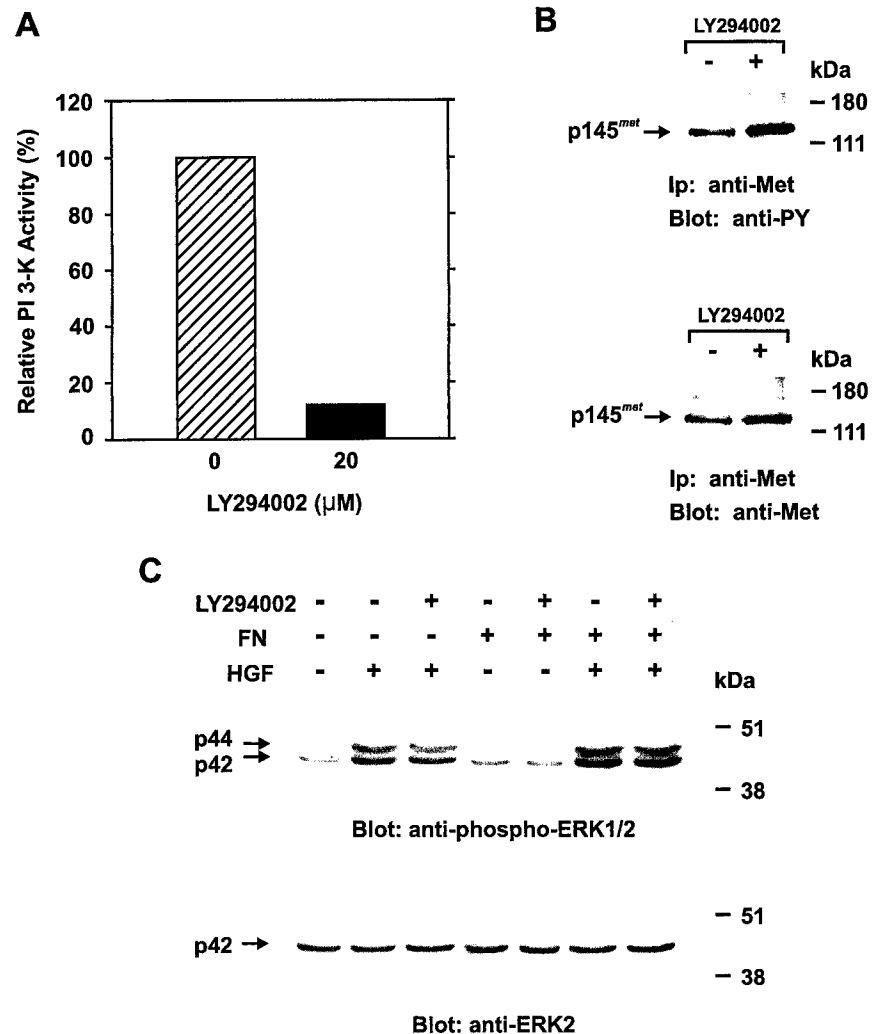 A
Relative PI 3-K Activity (%)
120
100
80
60
40
20
0
0 20
LY294002 (µM)
B
LY294002
- +
kDa
p145met
– 180
– 111
Ip: anti-Met
Blot: anti-PY
LY294002
- +
kDa
p145met
– 180
– 111
Ip: anti-Met
Blot: anti-Met
C
LY294002 - - + - + - +
FN - - - + + + +
HGF - + + - - + +
kDa
p44
p42
– 51
– 38
Blot: anti-phospho-ERK1/2
p42
– 51
– 38
Blot: anti-ERK2